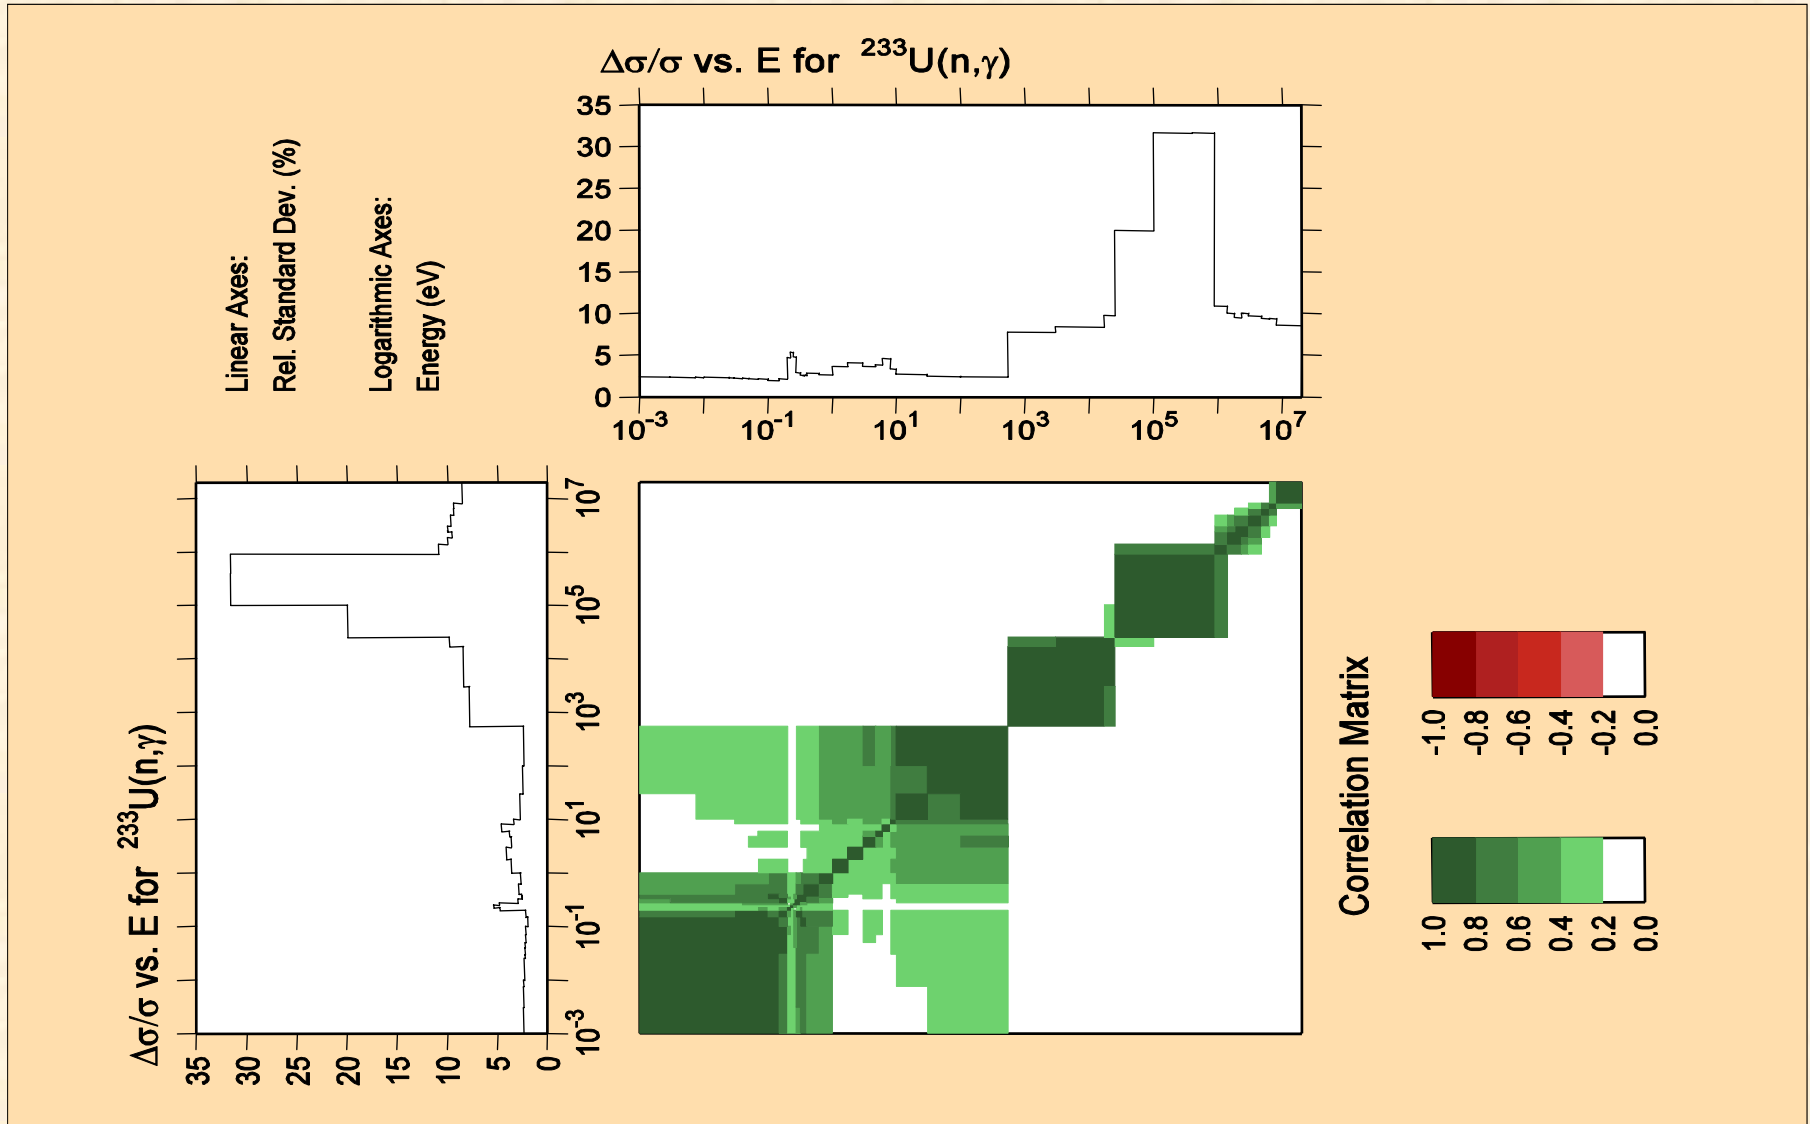 Δσ/σ vs. E for ²³³U(n,γ)
35
30
25
20
15
10
5
0
10⁻³ 10⁻¹ 10¹ 10³ 10⁵ 10⁷
Linear Axes:
Rel. Standard Dev. (%)
Logarithmic Axes:
Energy (eV)
Δσ/σ vs. E for ²³³U(n,γ)
10⁷
10⁵
10³
10¹
10⁻¹
10⁻³
35 30 25 20 15 10 5 0
Correlation Matrix
-1.0 -0.8 -0.6 -0.4 -0.2 0.0
1.0 0.8 0.6 0.4 0.2 0.0